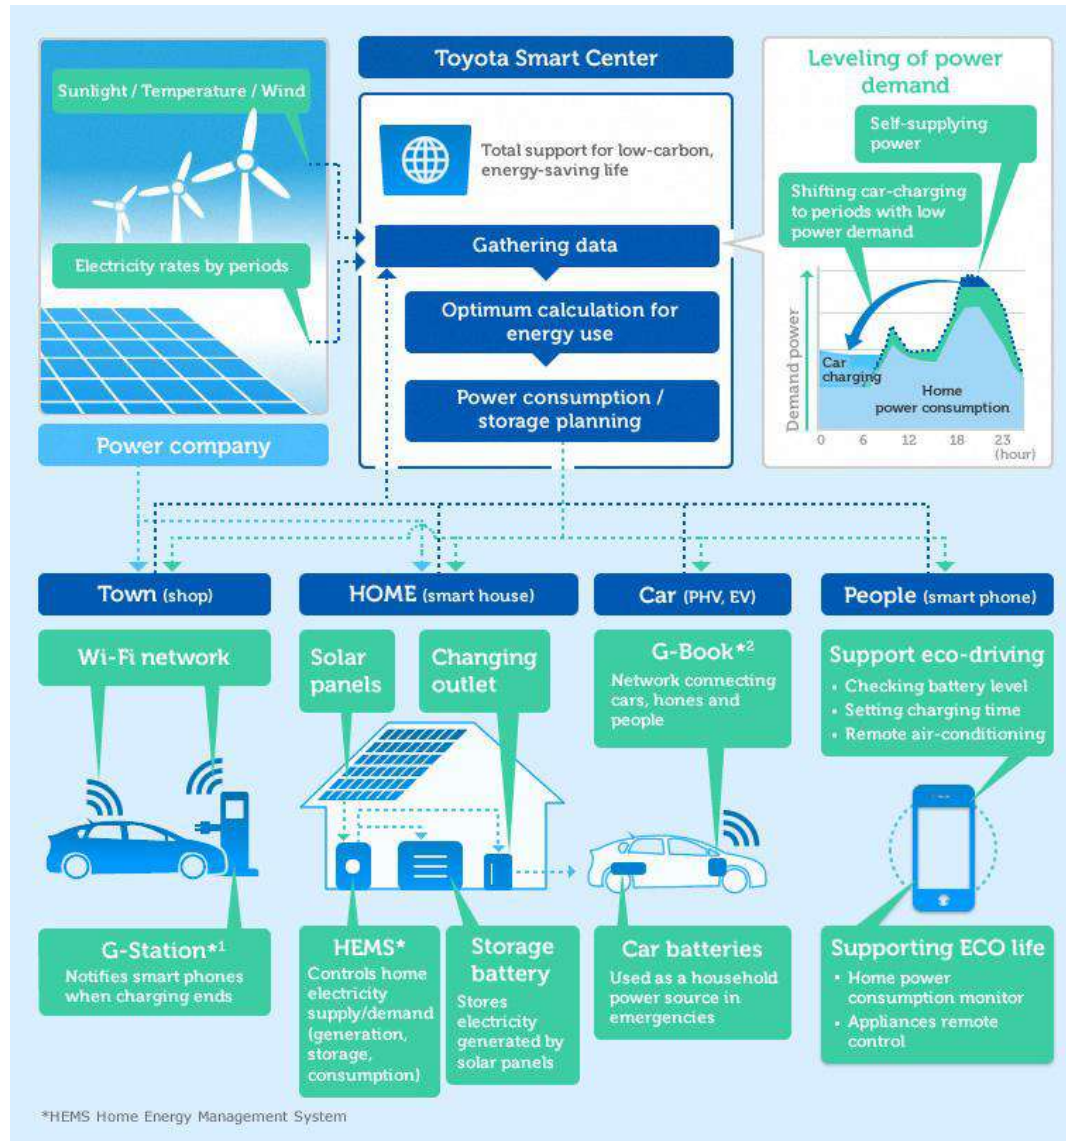 Toyota Smart Center
Sunlight / Temperature / Wind
Electricity rates by periods
Power company
Total support for low-carbon,
energy-saving life
Gathering data
Optimum calculation for
energy use
Power consumption /
storage planning
Leveling of power
demand
Self-supplying
power
Shifting car-charging
to periods with low
power demand
Demand power
Car
charging
Home
power consumption
0 6 12 18 23
(hour)
Town (shop)
HOME (smart house)
Car (PHV, EV)
People (smart phone)
Wi-Fi network
G-Station*1
Notifies smart phones
when charging ends
Solar
panels
Changing
outlet
HEMS*
Controls home
electricity
supply/demand
(generation,
storage,
consumption)
Storage
battery
Stores
electricity
generated by
solar panels
G-Book*2
Network connecting
cars, hones and
people
Car batteries
Used as a household
power source in
emergencies
Support eco-driving
• Checking battery level
• Setting charging time
• Remote air-conditioning
Supporting ECO life
• Home power
consumption monitor
• Appliances remote
control
*HEMS Home Energy Management System